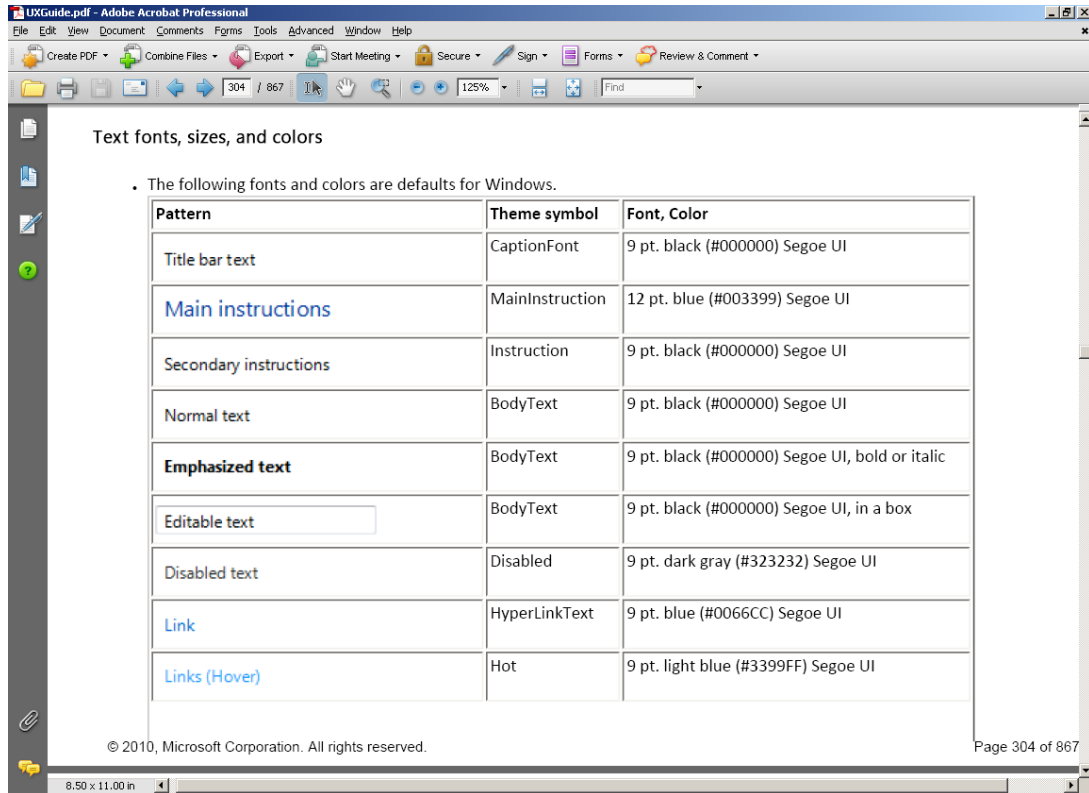 UXGuide.pdf - Adobe Acrobat Professional
File Edit View Document Comments Forms Tools Advanced Window Help
Create PDF Combine Files Export Start Meeting Secure Sign Forms Review & Comment
304 / 867 125% Find
Text fonts, sizes, and colors
• The following fonts and colors are defaults for Windows.
Pattern Theme symbol Font, Color
Title bar text CaptionFont 9 pt. black (#000000) Segoe UI
Main instructions MainInstruction 12 pt. blue (#003399) Segoe UI
Secondary instructions Instruction 9 pt. black (#000000) Segoe UI
Normal text BodyText 9 pt. black (#000000) Segoe UI
Emphasized text BodyText 9 pt. black (#000000) Segoe UI, bold or italic
Editable text BodyText 9 pt. black (#000000) Segoe UI, in a box
Disabled text Disabled 9 pt. dark gray (#323232) Segoe UI
Link HyperLinkText 9 pt. blue (#0066CC) Segoe UI
Links (Hover) Hot 9 pt. light blue (#3399FF) Segoe UI
© 2010, Microsoft Corporation. All rights reserved. Page 304 of 867
8.50 x 11.00 in